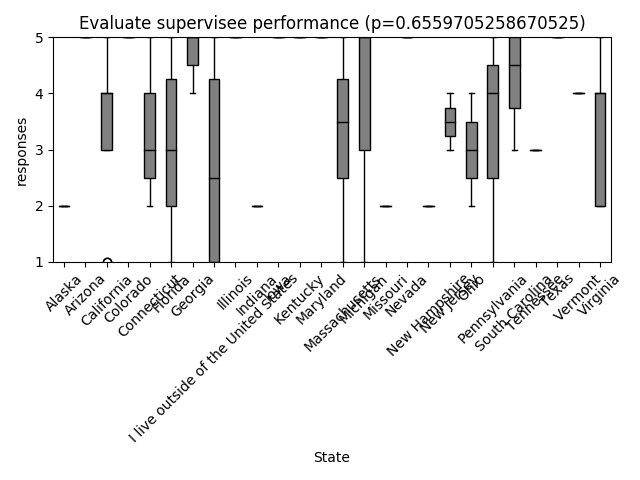 Evaluate supervisee performance (p=0.6559705258670525)
responses
5
4
3
2
1
Alaska
Arizona
California
Colorado
Connecticut
Florida
Georgia
I live outside of the United States
Illinois
Indiana
Iowa
Kentucky
Maryland
Massachusetts
Michigan
Missouri
Nevada
New Hampshire
New Jersey
Ohio
Pennsylvania
South Carolina
Tennessee
Texas
Vermont
Virginia
State